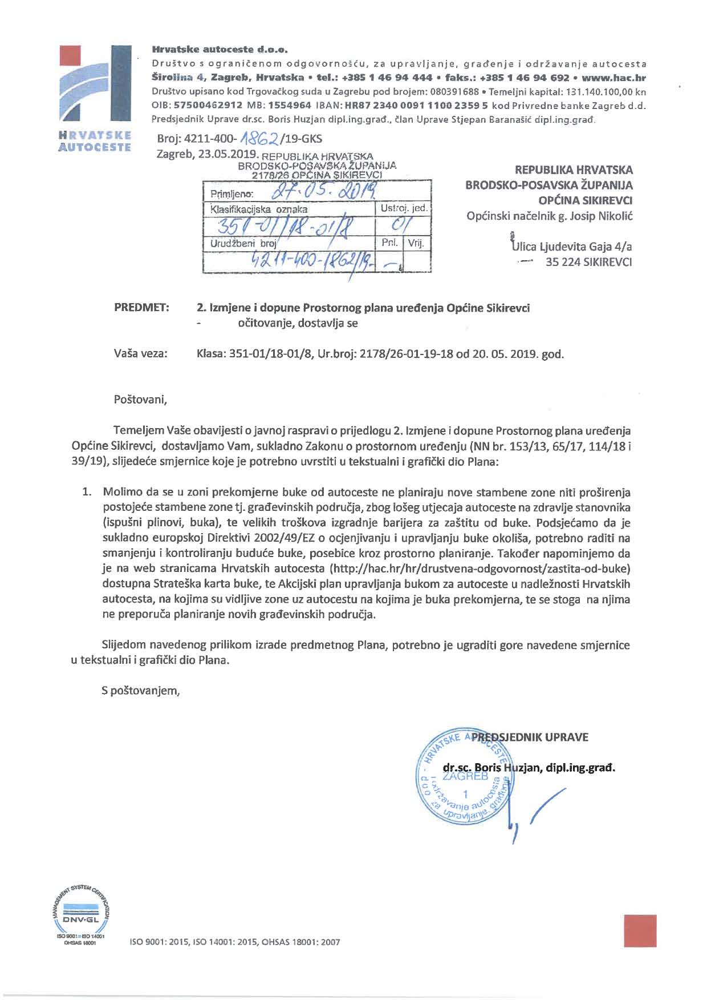 Hrvatske autoceste d.o.o.
Društvo s ograničenom odgovornošću, za upravljanje, građenje i održavanje autocesta
Širolina 4, Zagreb, Hrvatska • tel.: +385 1 46 94 444 • faks.: +385 1 46 94 692 • www.hac.hr
Društvo upisano kod Trgovačkog suda u Zagrebu pod brojem: 080391688 • Temeljni kapital: 131.140.100,00 kn
OIB: 57500462912 MB: 1554964 IBAN: HR87 2340 0091 1100 2359 5 kod Privredne banke Zagreb d.d.
Predsjednik Uprave dr.sc. Boris Huzjan dipl.ing.građ., član Uprave Stjepan Baranašić dipl.ing.građ.
HRVATSKE
AUTOCESTE
Broj: 4211-400-1862/19-GKS
Zagreb, 23.05.2019.
REPUBLIKA HRVATSKA
BRODSKO-POSAVSKA ŽUPANIJA
2178/26 OPĆINA SIKIREVCI
Primljeno: 27.05.2019.
Klasifikacijska oznaka Ustroj. jed.
351-01/18-01/8 01
Urudžbeni broj Pril. Vrij.
4211-400-1862/19- —
REPUBLIKA HRVATSKA
BRODSKO-POSAVSKA ŽUPANIJA
OPĆINA SIKIREVCI
Općinski načelnik g. Josip Nikolić
Ulica Ljudevita Gaja 4/a
35 224 SIKIREVCI
PREDMET: 2. Izmjene i dopune Prostornog plana uređenja Općine Sikirevci
- očitovanje, dostavlja se
Vaša veza: Klasa: 351-01/18-01/8, Ur.broj: 2178/26-01-19-18 od 20. 05. 2019. god.
Poštovani,
Temeljem Vaše obavijesti o javnoj raspravi o prijedlogu 2. Izmjene i dopune Prostornog plana uređenja
Općine Sikirevci, dostavljamo Vam, sukladno Zakonu o prostornom uređenju (NN br. 153/13, 65/17, 114/18 i
39/19), slijedeće smjernice koje je potrebno uvrstiti u tekstualni i grafički dio Plana:
1. Molimo da se u zoni prekomjerne buke od autoceste ne planiraju nove stambene zone niti proširenja
postojeće stambene zone tj. građevinskih područja, zbog lošeg utjecaja autoceste na zdravlje stanovnika
(ispušni plinovi, buka), te velikih troškova izgradnje barijera za zaštitu od buke. Podsjećamo da je
sukladno europskoj Direktivi 2002/49/EZ o ocjenjivanju i upravljanju buke okoliša, potrebno raditi na
smanjenju i kontroliranju buduće buke, posebice kroz prostorno planiranje. Također napominjemo da
je na web stranicama Hrvatskih autocesta (http://hac.hr/hr/drustvena-odgovornost/zastita-od-buke)
dostupna Strateška karta buke, te Akcijski plan upravljanja bukom za autoceste u nadležnosti Hrvatskih
autocesta, na kojima su vidljive zone uz autocestu na kojima je buka prekomjerna, te se stoga na njima
ne preporuča planiranje novih građevinskih područja.
Slijedom navedenog prilikom izrade predmetnog Plana, potrebno je ugraditi gore navedene smjernice
u tekstualni i grafički dio Plana.
S poštovanjem,
PREDSJEDNIK UPRAVE
dr.sc. Boris Huzjan, dipl.ing.građ.
HRVATSKE AUTOCESTE
za upravljanje, građenje
i održavanje autocesta
ZAGREB
1
MANAGEMENT SYSTEM CERTIFICATION
DNV·GL
ISO 9001 = ISO 14001
OHSAS 18001
ISO 9001: 2015, ISO 14001: 2015, OHSAS 18001: 2007